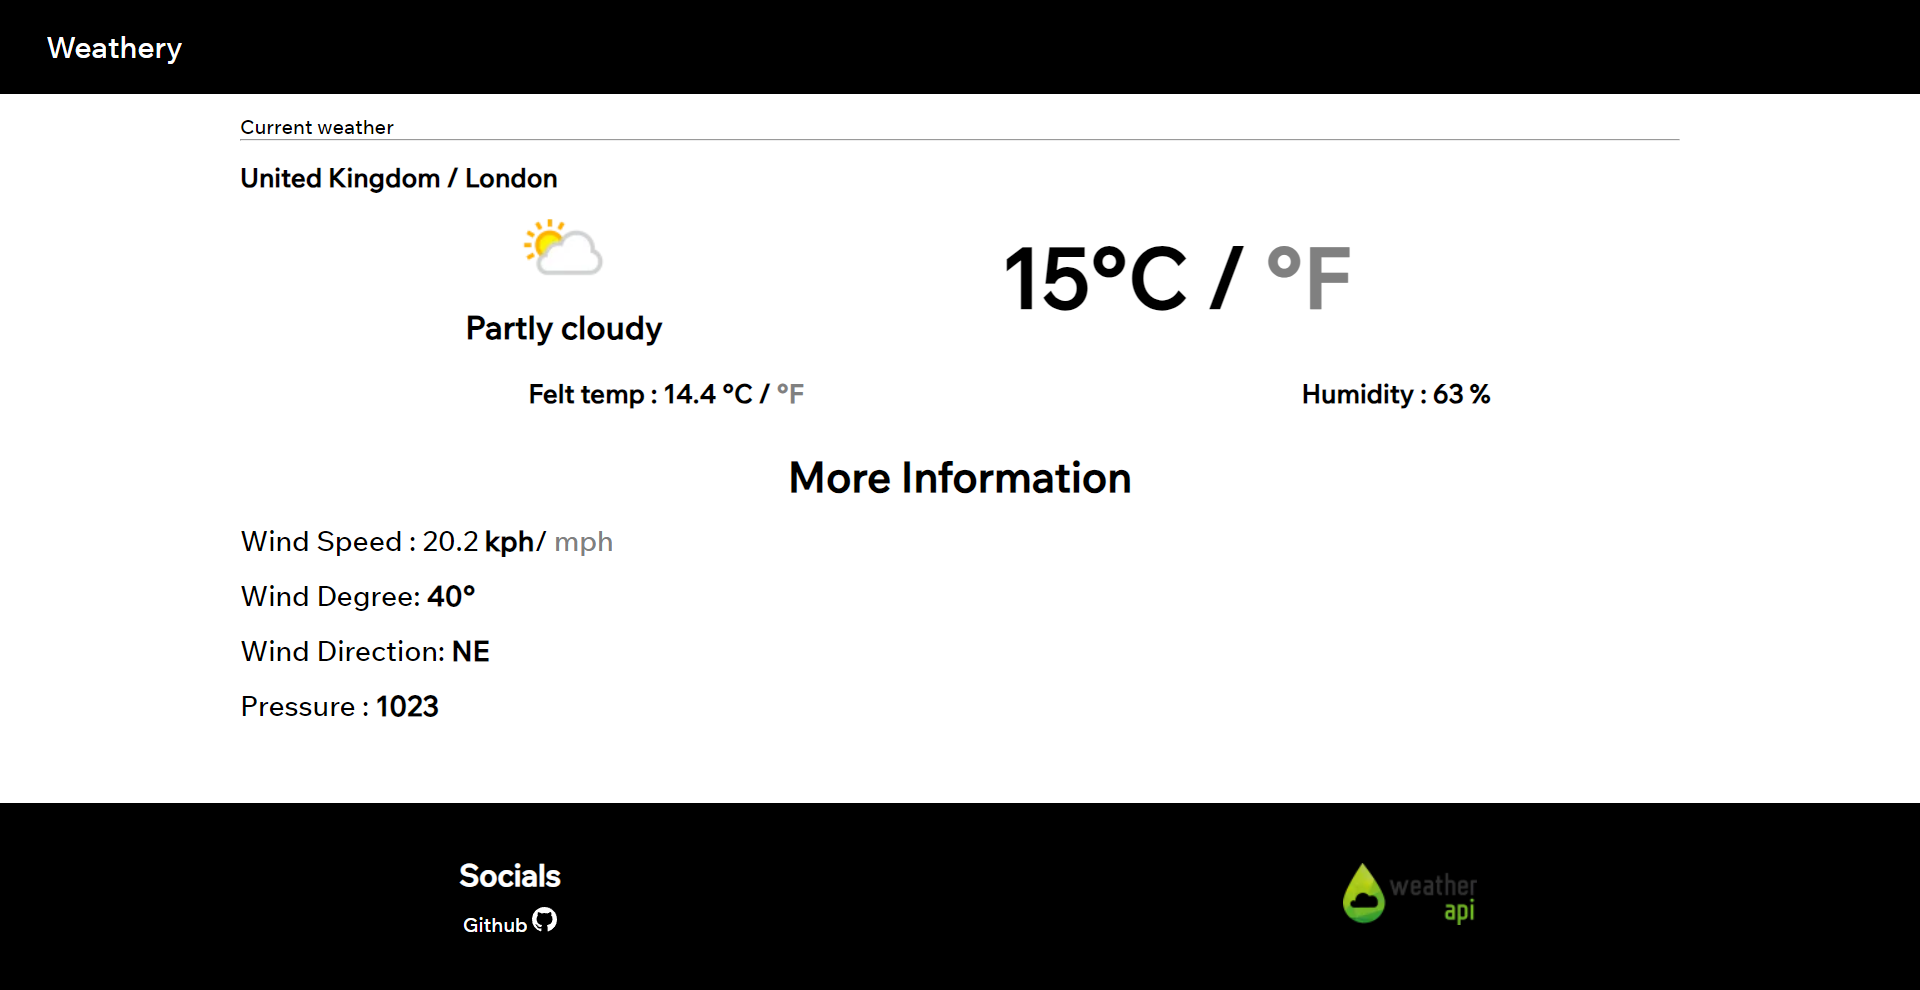 Weathery
Current weather
United Kingdom / London
Partly cloudy
15°C / °F
Felt temp : 14.4 °C / °F
Humidity : 63 %
More Information
Wind Speed : 20.2 kph/ mph
Wind Degree: 40°
Wind Direction: NE
Pressure : 1023
Socials
Github
weather
api